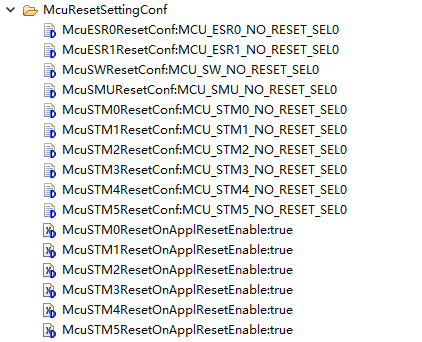 McuResetSettingConf
McuESR0ResetConf:MCU_ESR0_NO_RESET_SEL0
McuESR1ResetConf:MCU_ESR1_NO_RESET_SEL0
McuSWResetConf:MCU_SW_NO_RESET_SEL0
McuSMUResetConf:MCU_SMU_NO_RESET_SEL0
McuSTM0ResetConf:MCU_STM0_NO_RESET_SEL0
McuSTM1ResetConf:MCU_STM1_NO_RESET_SEL0
McuSTM2ResetConf:MCU_STM2_NO_RESET_SEL0
McuSTM3ResetConf:MCU_STM3_NO_RESET_SEL0
McuSTM4ResetConf:MCU_STM4_NO_RESET_SEL0
McuSTM5ResetConf:MCU_STM5_NO_RESET_SEL0
McuSTM0ResetOnApplResetEnable:true
McuSTM1ResetOnApplResetEnable:true
McuSTM2ResetOnApplResetEnable:true
McuSTM3ResetOnApplResetEnable:true
McuSTM4ResetOnApplResetEnable:true
McuSTM5ResetOnApplResetEnable:true